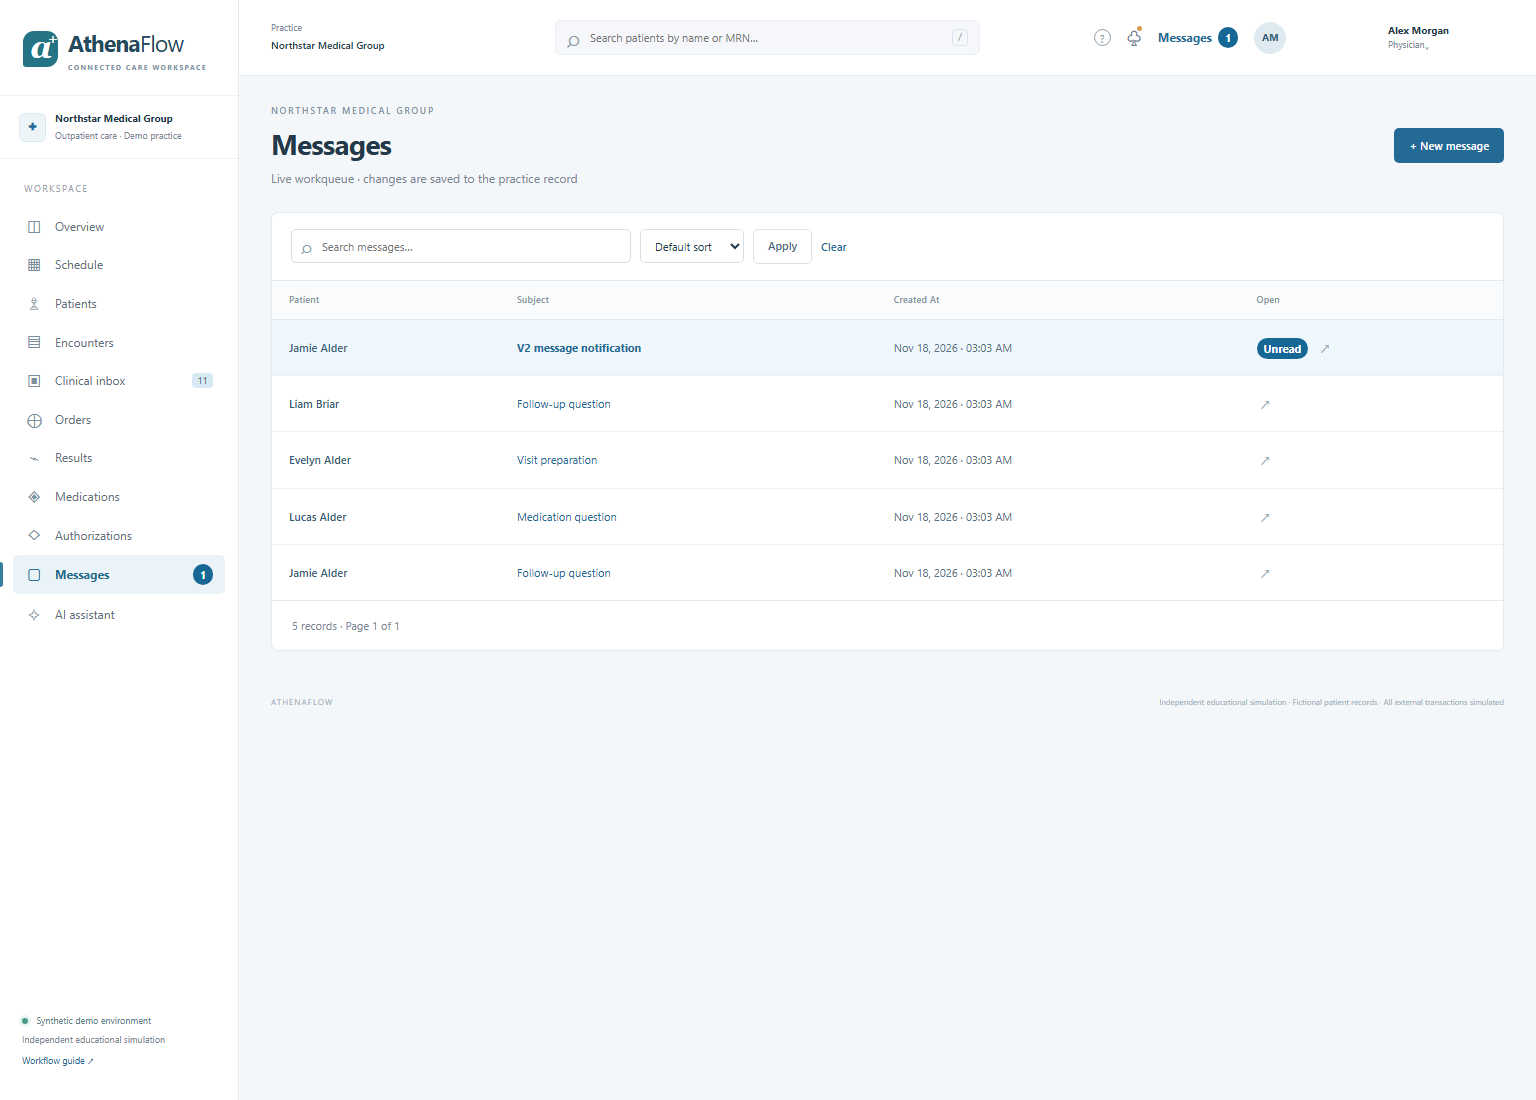 AthenaFlow
CONNECTED CARE WORKSPACE
Northstar Medical Group
Outpatient care · Demo practice
WORKSPACE
Overview
Schedule
Patients
Encounters
Clinical inbox 11
Orders
Results
Medications
Authorizations
Messages 1
AI assistant
Synthetic demo environment
Independent educational simulation
Workflow guide ↗
Practice
Northstar Medical Group
Search patients by name or MRN... /
? Messages 1 AM
Alex Morgan
Physician
NORTHSTAR MEDICAL GROUP
Messages
+ New message
Live workqueue · changes are saved to the practice record
Search messages... Default sort Apply Clear
Patient Subject Created At Open
Jamie Alder V2 message notification Nov 18, 2026 · 03:03 AM Unread ↗
Liam Briar Follow-up question Nov 18, 2026 · 03:03 AM ↗
Evelyn Alder Visit preparation Nov 18, 2026 · 03:03 AM ↗
Lucas Alder Medication question Nov 18, 2026 · 03:03 AM ↗
Jamie Alder Follow-up question Nov 18, 2026 · 03:03 AM ↗
5 records · Page 1 of 1
ATHENAFLOW
Independent educational simulation · Fictional patient records · All external transactions simulated